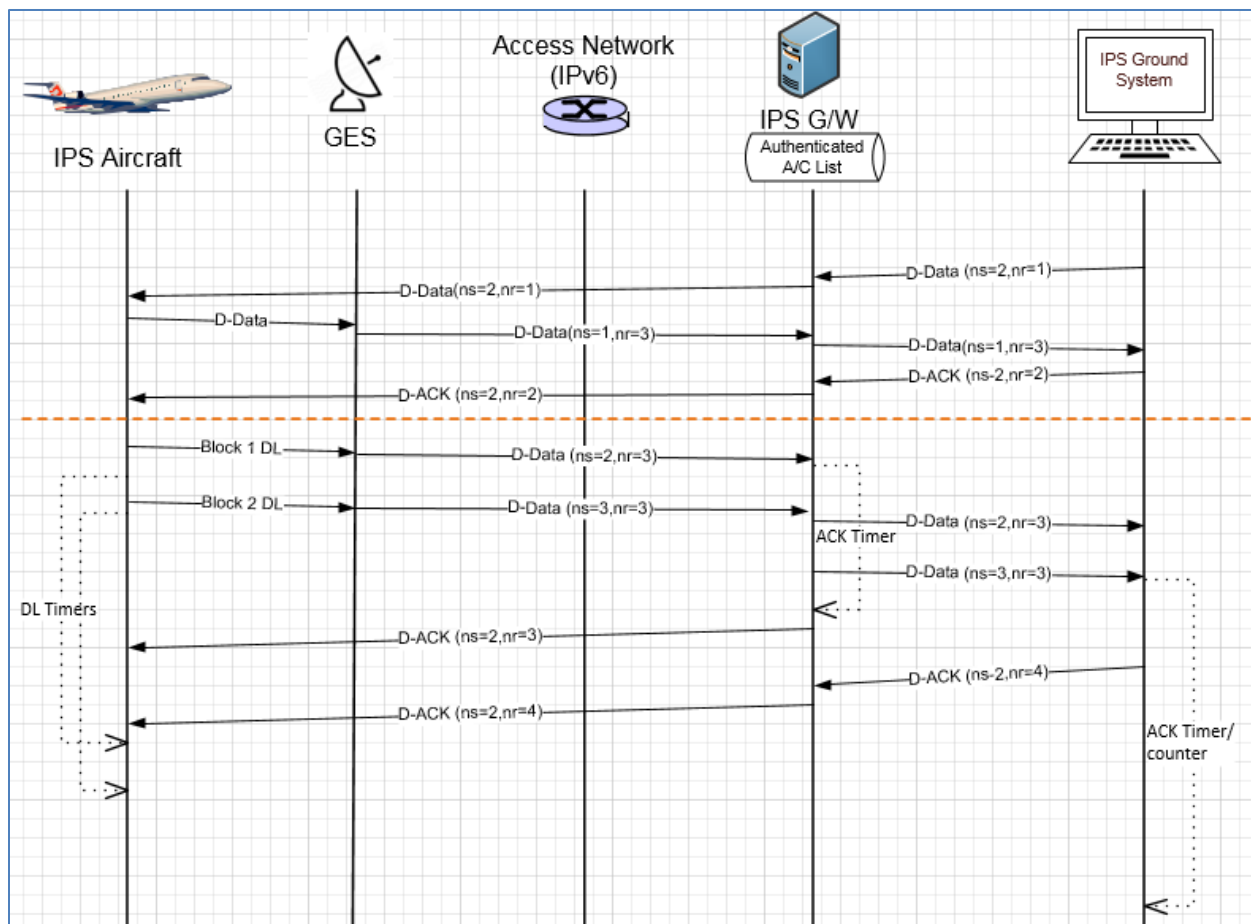 Access Network
(IPv6)
IPS Ground
System
GES
IPS G/W
IPS Aircraft
Authenticated
A/C List
D-Data (ns=2,nr=1)
D-Data(ns=2,nr=1)
D-Data
D-Data(ns=1,nr=3)
D-Data(ns=1,nr=3)
D-ACK (ns-2,nr=2)
D-ACK (ns=2,nr=2)
Block 1 DL
D-Data (ns=2,nr=3)
Block 2 DL
D-Data (ns=3,nr=3)
D-Data (ns=2,nr=3)
ACK Timer
D-Data (ns=3,nr=3)
DL Timers
D-ACK (ns=2,nr=3)
D-ACK (ns-2,nr=4)
D-ACK (ns=2,nr=4)
ACK Timer/
counter